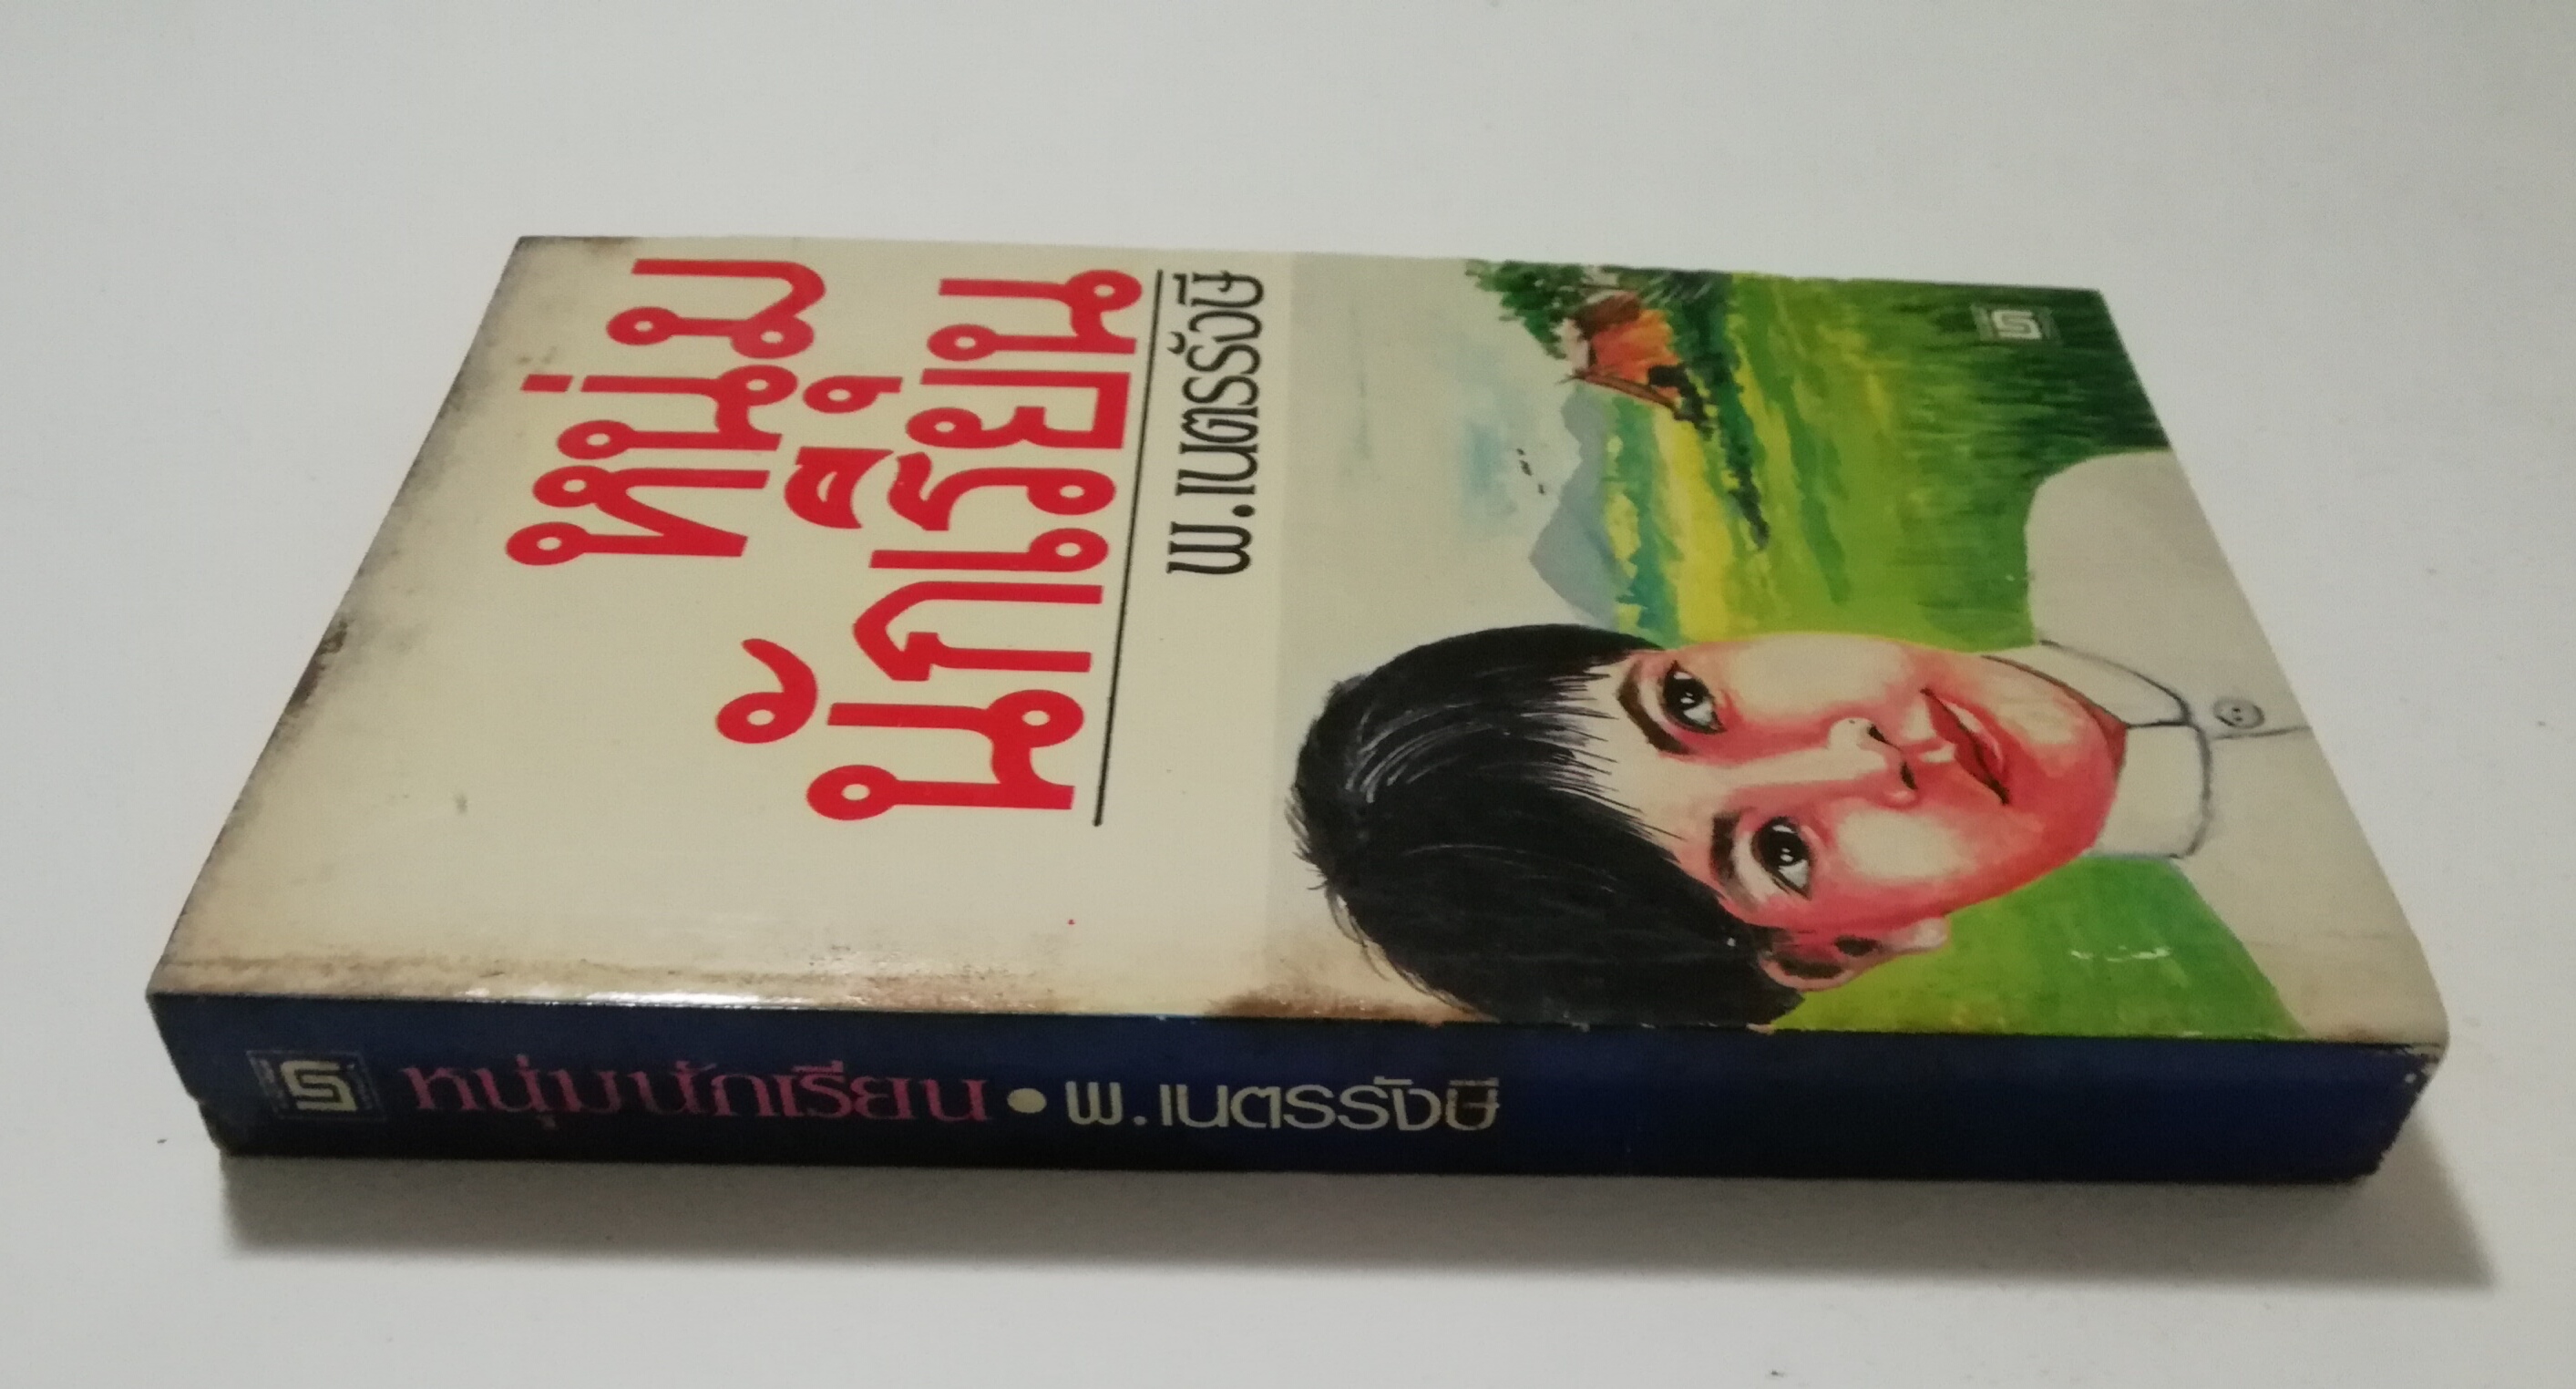 หนุ่ม
นักเรียน
พ.เนตรรังษี
หนุ่มนักเรียน • พ.เนตรรังษี